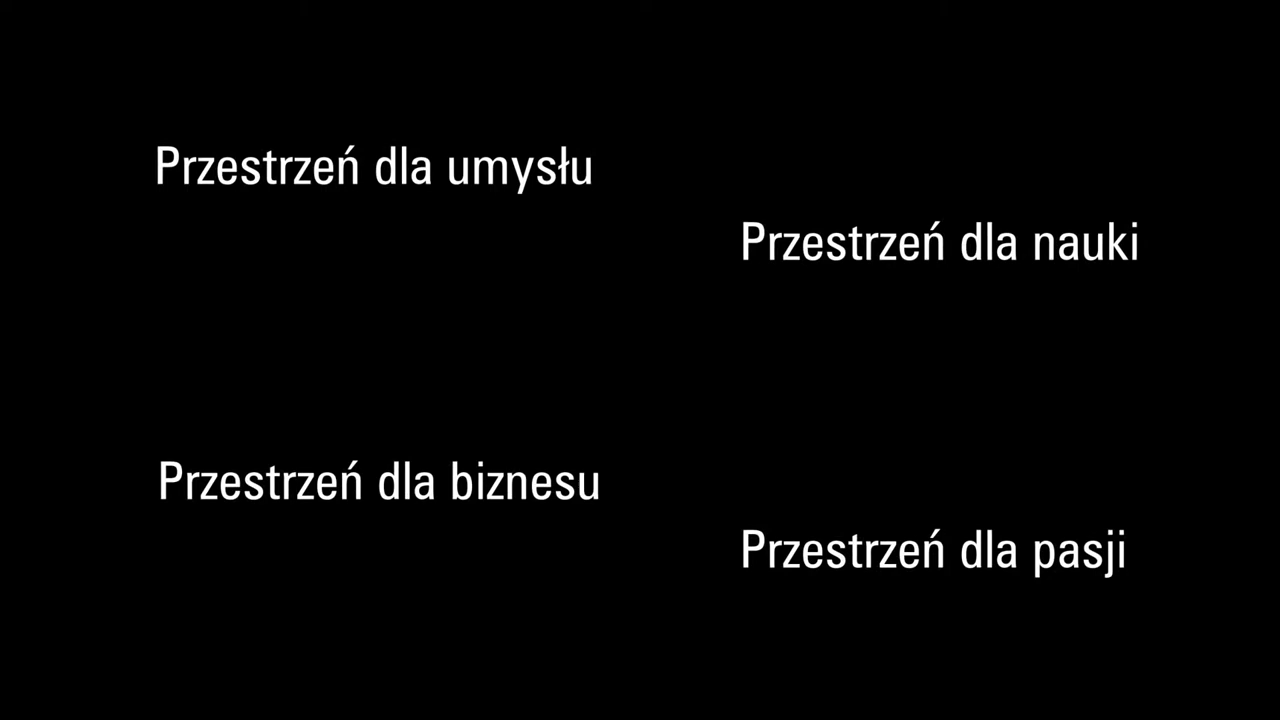 Przestrzeń dla umysłu
Przestrzeń dla nauki
Przestrzeń dla biznesu
Przestrzeń dla pasji